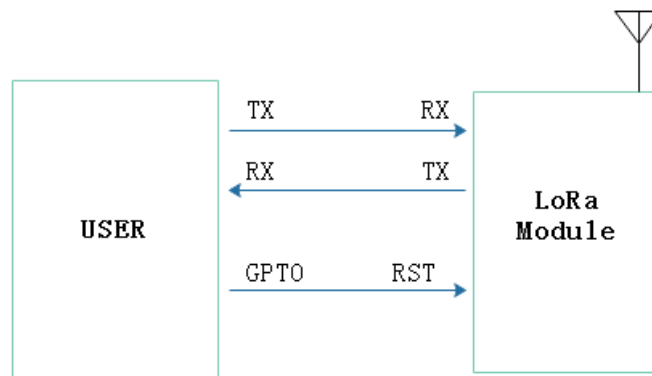 TX RX
RX TX
USER
LoRa
Module
GPTO RST